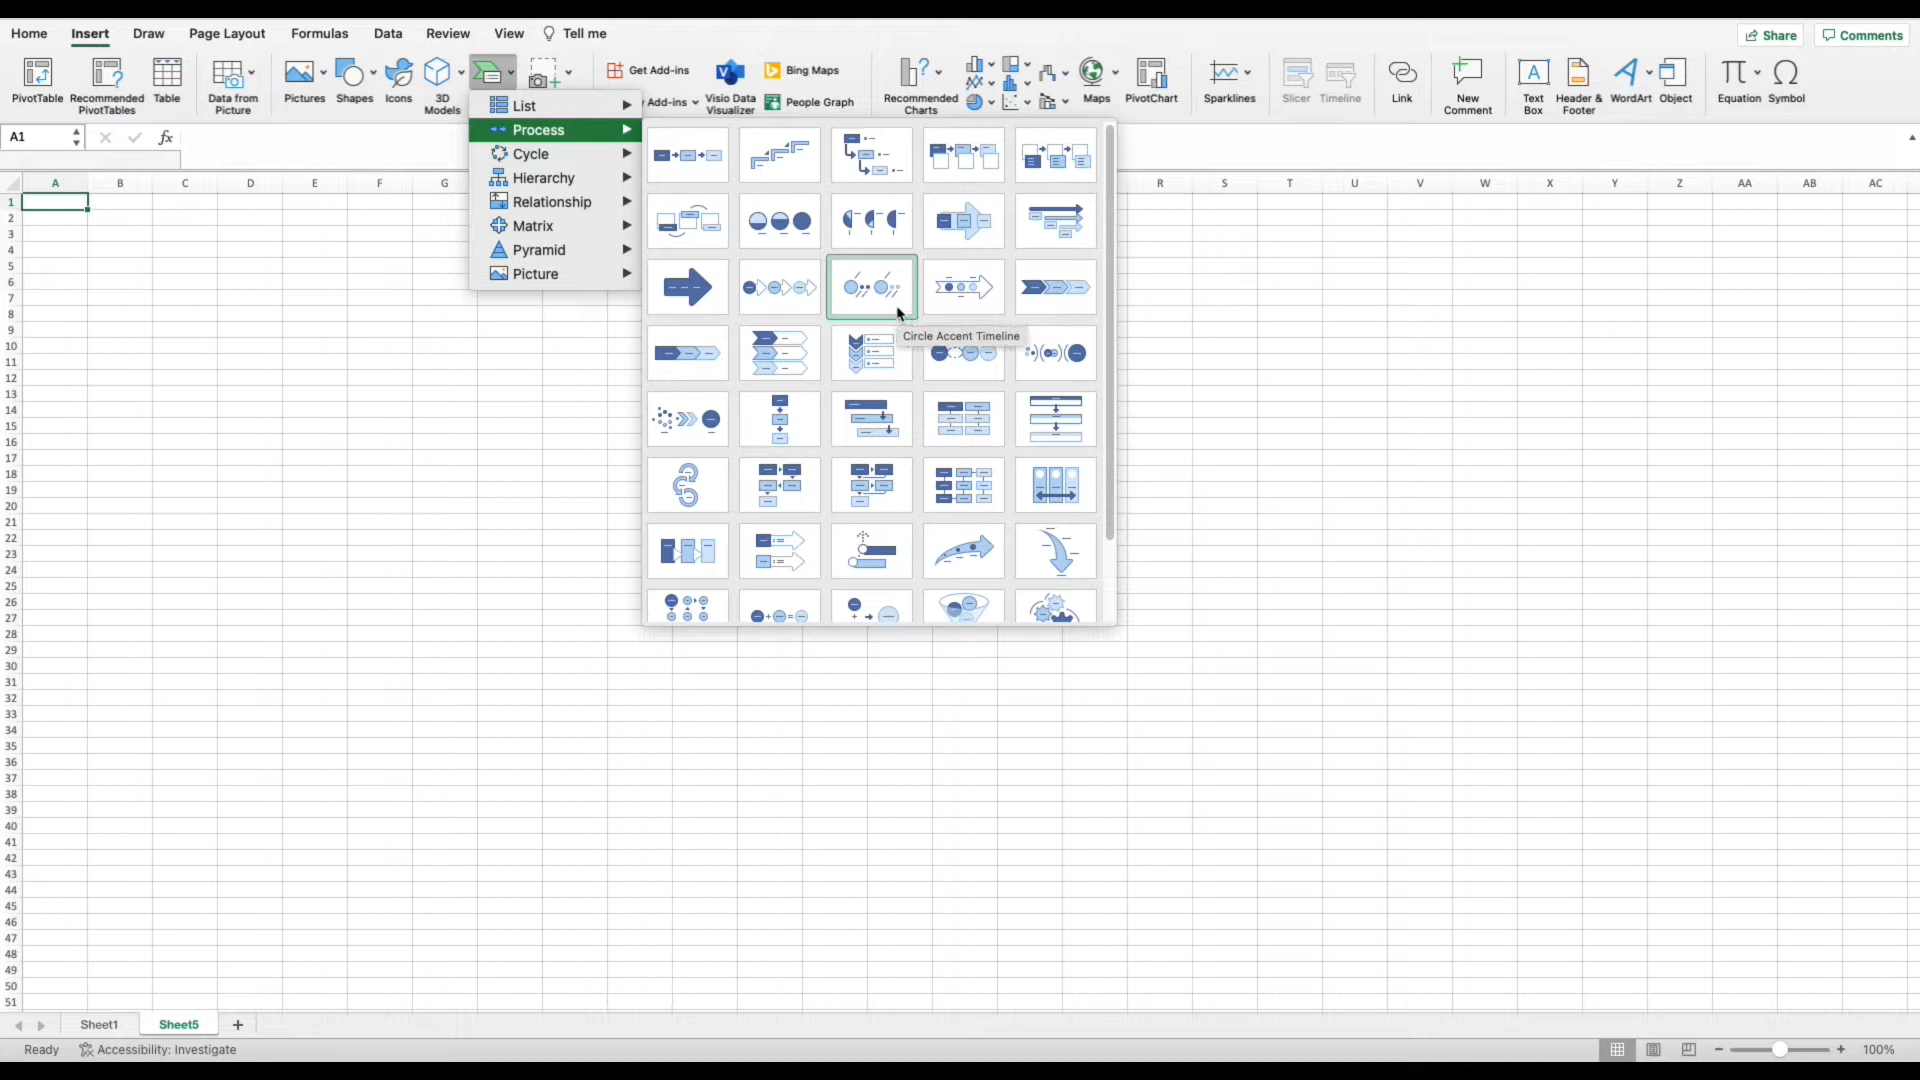 Home Insert Draw Page Layout Formulas Data Review View Tell me Share Comments
PivotTable
Recommended PivotTables
Table
Data from Picture
Pictures
Shapes
Icons
3D Models
Get Add-ins
Add-ins
Visio Data Visualizer
Bing Maps
People Graph
Recommended Charts
Maps
PivotChart
Sparklines
Slicer
Timeline
Link
New Comment
Text Box
Header & Footer
WordArt
Object
Equation
Symbol
A1 fx
List
Process
Cycle
Hierarchy
Relationship
Matrix
Pyramid
Picture
Circle Accent Timeline
A B C D E F G R S T U V W X Y Z AA AB AC
1
2
3
4
5
6
7
8
9
10
11
12
13
14
15
16
17
18
19
20
21
22
23
24
25
26
27
28
29
30
31
32
33
34
35
36
37
38
39
40
41
42
43
44
45
46
47
48
49
50
51
Sheet1 Sheet5 +
Ready Accessibility: Investigate 100%